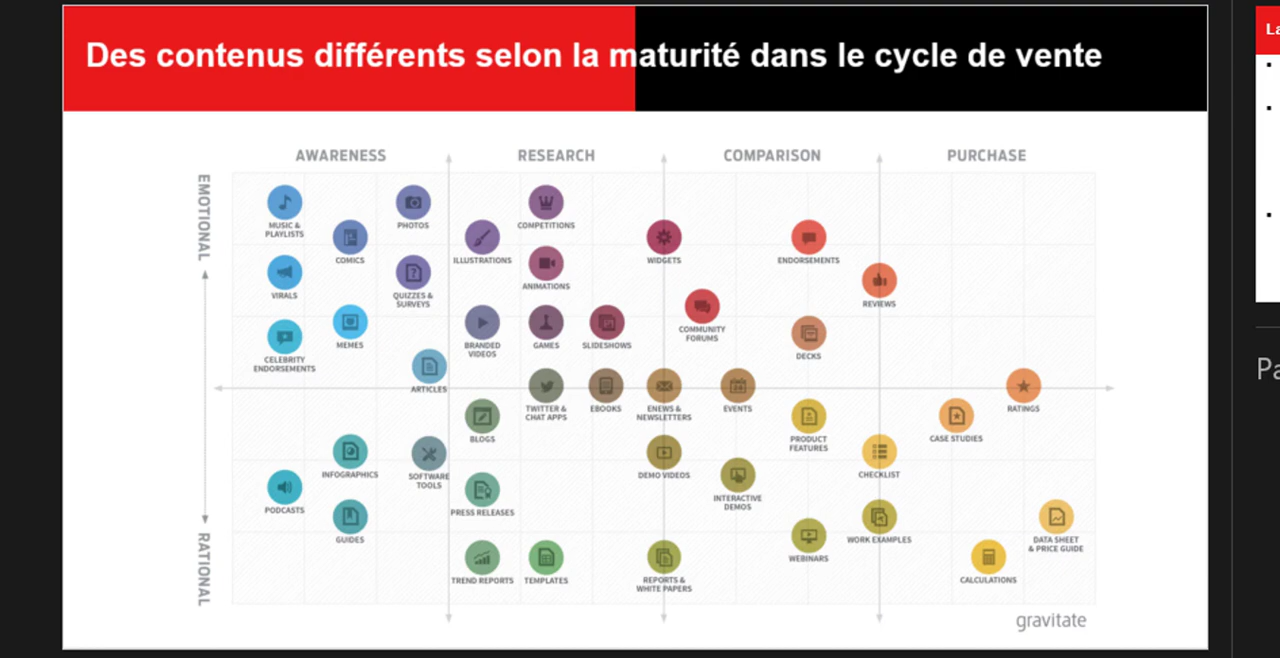 Des contenus différents selon la maturité dans le cycle de vente
AWARENESS
RESEARCH
COMPARISON
PURCHASE
EMOTIONAL
RATIONAL
MUSIC &
PLAYLISTS
PHOTOS
COMICS
VIRALS
QUIZZES &
SURVEYS
MEMES
CELEBRITY
ENDORSEMENTS
ARTICLES
INFOGRAPHICS
SOFTWARE
TOOLS
PODCASTS
GUIDES
COMPETITIONS
ILLUSTRATIONS
ANIMATIONS
BRANDED
VIDEOS
GAMES
SLIDESHOWS
TWITTER &
CHAT APPS
EBOOKS
ENEWS &
NEWSLETTERS
BLOGS
PRESS RELEASES
TREND REPORTS
TEMPLATES
DEMO VIDEOS
REPORTS &
WHITE PAPERS
WIDGETS
ENDORSEMENTS
REVIEWS
COMMUNITY
FORUMS
DECKS
EVENTS
PRODUCT
FEATURES
CHECKLIST
INTERACTIVE
DEMOS
WEBINARS
WORK EXAMPLES
RATINGS
CASE STUDIES
DATA SHEET
& PRICE GUIDE
CALCULATIONS
gravitate